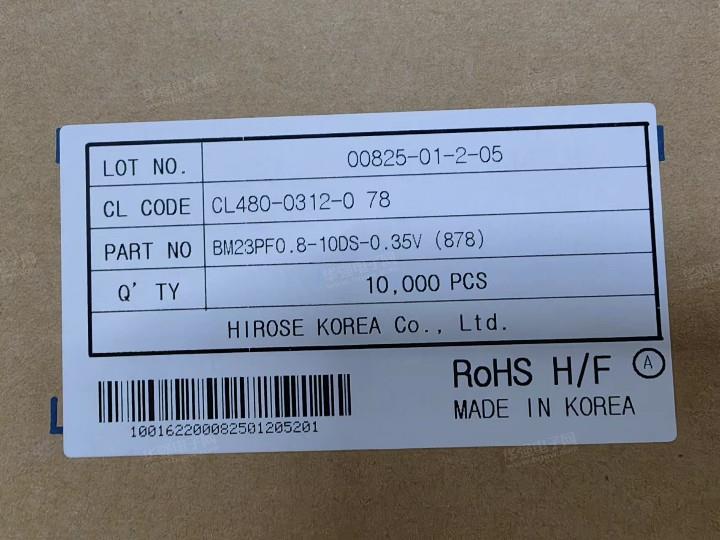 LOT NO. 00825-01-2-05
CL CODE CL480-0312-0 78
PART NO BM23PF0.8-10DS-0.35V (878)
Q' TY 10,000 PCS
HIROSE KOREA Co., Ltd.
RoHS H/F A
MADE IN KOREA
100162200082501205201